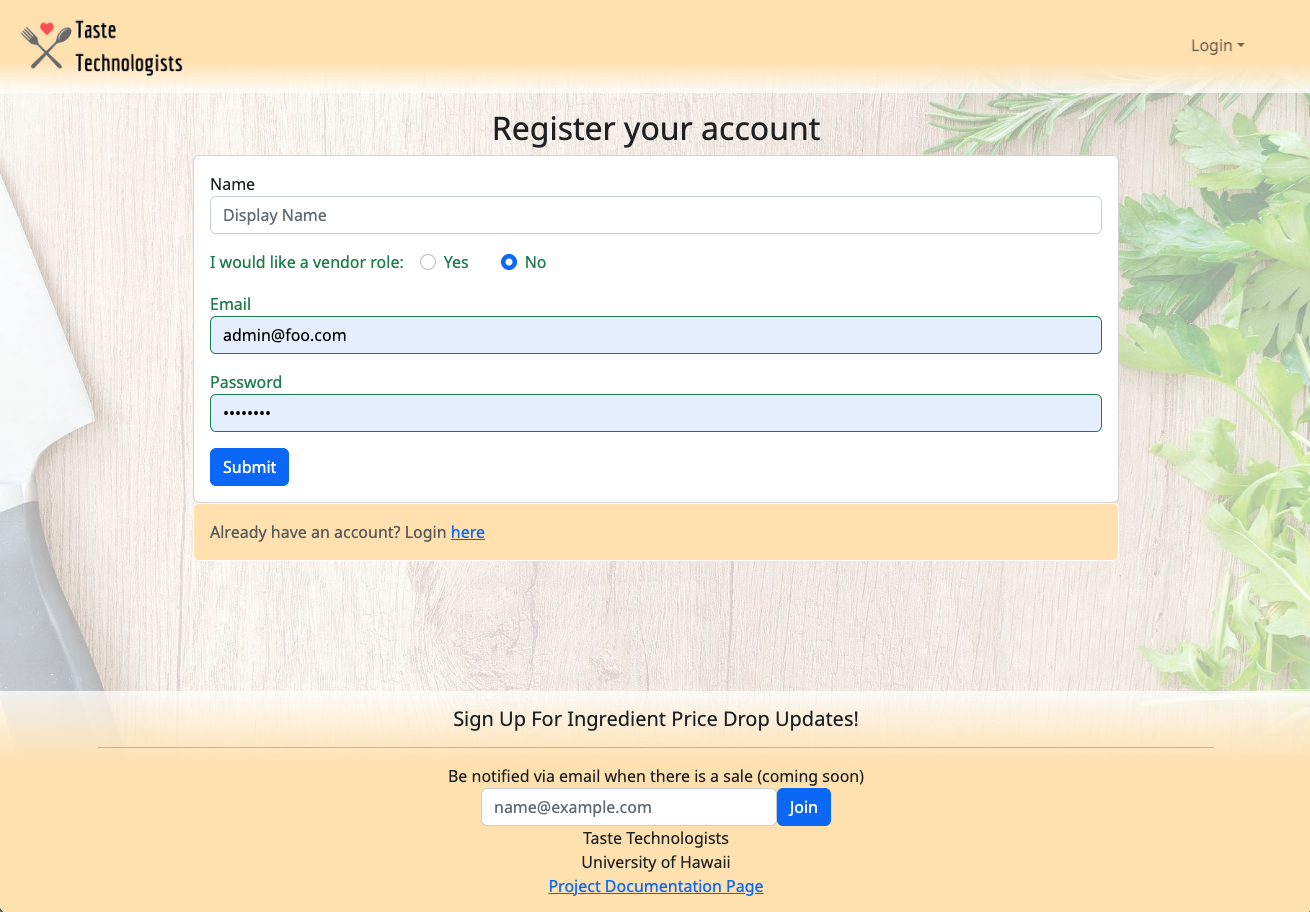 Taste
Technologists
Login
Register your account
Name
Display Name
I would like a vendor role: Yes No
Email
admin@foo.com
Password
••••••••
Submit
Already have an account? Login here
Sign Up For Ingredient Price Drop Updates!
Be notified via email when there is a sale (coming soon)
name@example.com Join
Taste Technologists
University of Hawaii
Project Documentation Page